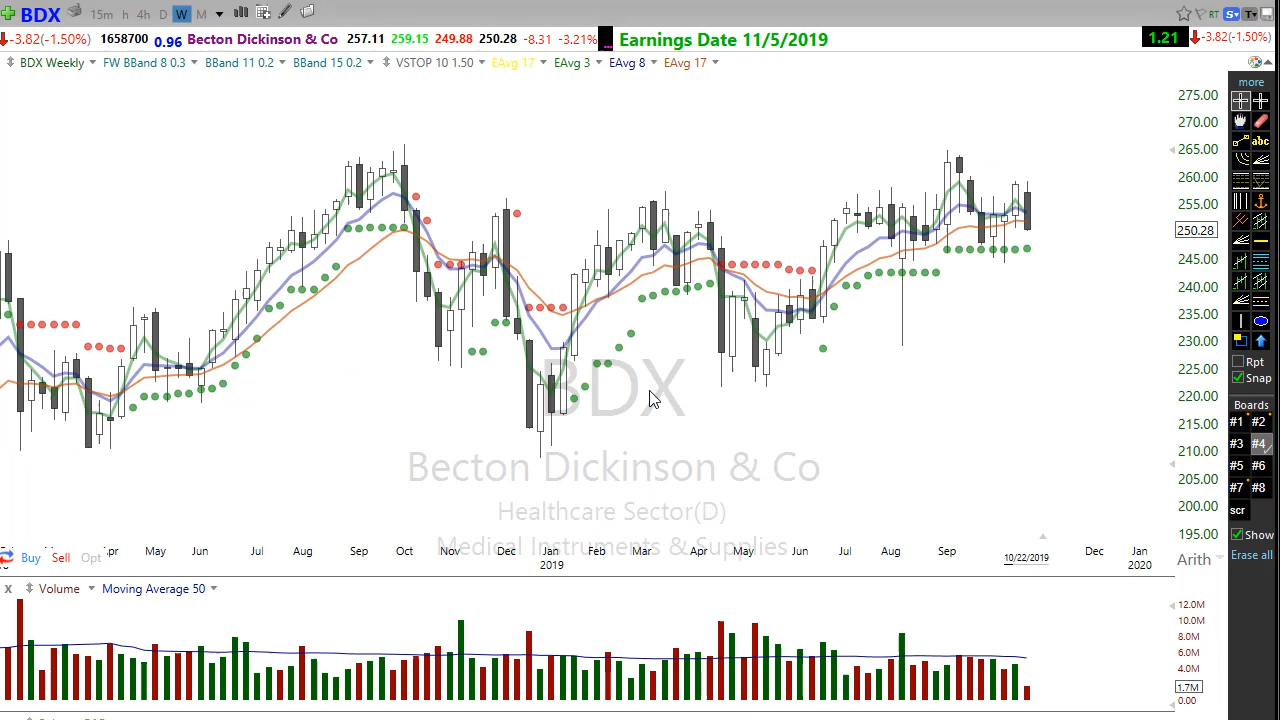 BDX 15m h 4h D W M RT S T
-3.82(-1.50%) 1658700 0.96 Becton Dickinson & Co 257.11 259.15 249.88 250.28 -8.31 -3.21% Earnings Date 11/5/2019 1.21 -3.82(-1.50%)
BDX Weekly FW BBand 8 0.3 BBand 11 0.2 BBand 15 0.2 VSTOP 10 1.50 EAvg 17 EAvg 3 EAvg 8 EAvg 17
more
275.00
270.00
265.00
260.00
255.00
250.28
245.00
240.00
235.00
230.00
225.00
220.00
215.00
210.00
205.00
200.00
195.00
abc
Rpt
Snap
Boards
#1 #2
#3 #4
#5 #6
#7 #8
scr
Show
Erase all
BDX
Becton Dickinson & Co
Healthcare Sector(D)
Medical Instruments & Supplies
Apr May Jun Jul Aug Sep Oct Nov Dec Jan Feb Mar Apr May Jun Jul Aug Sep 10/22/2019 Dec Jan
2019 2020
Buy Sell Opt Arith
X Volume Moving Average 50
12.0M
10.0M
8.0M
6.0M
4.0M
1.7M
0.00